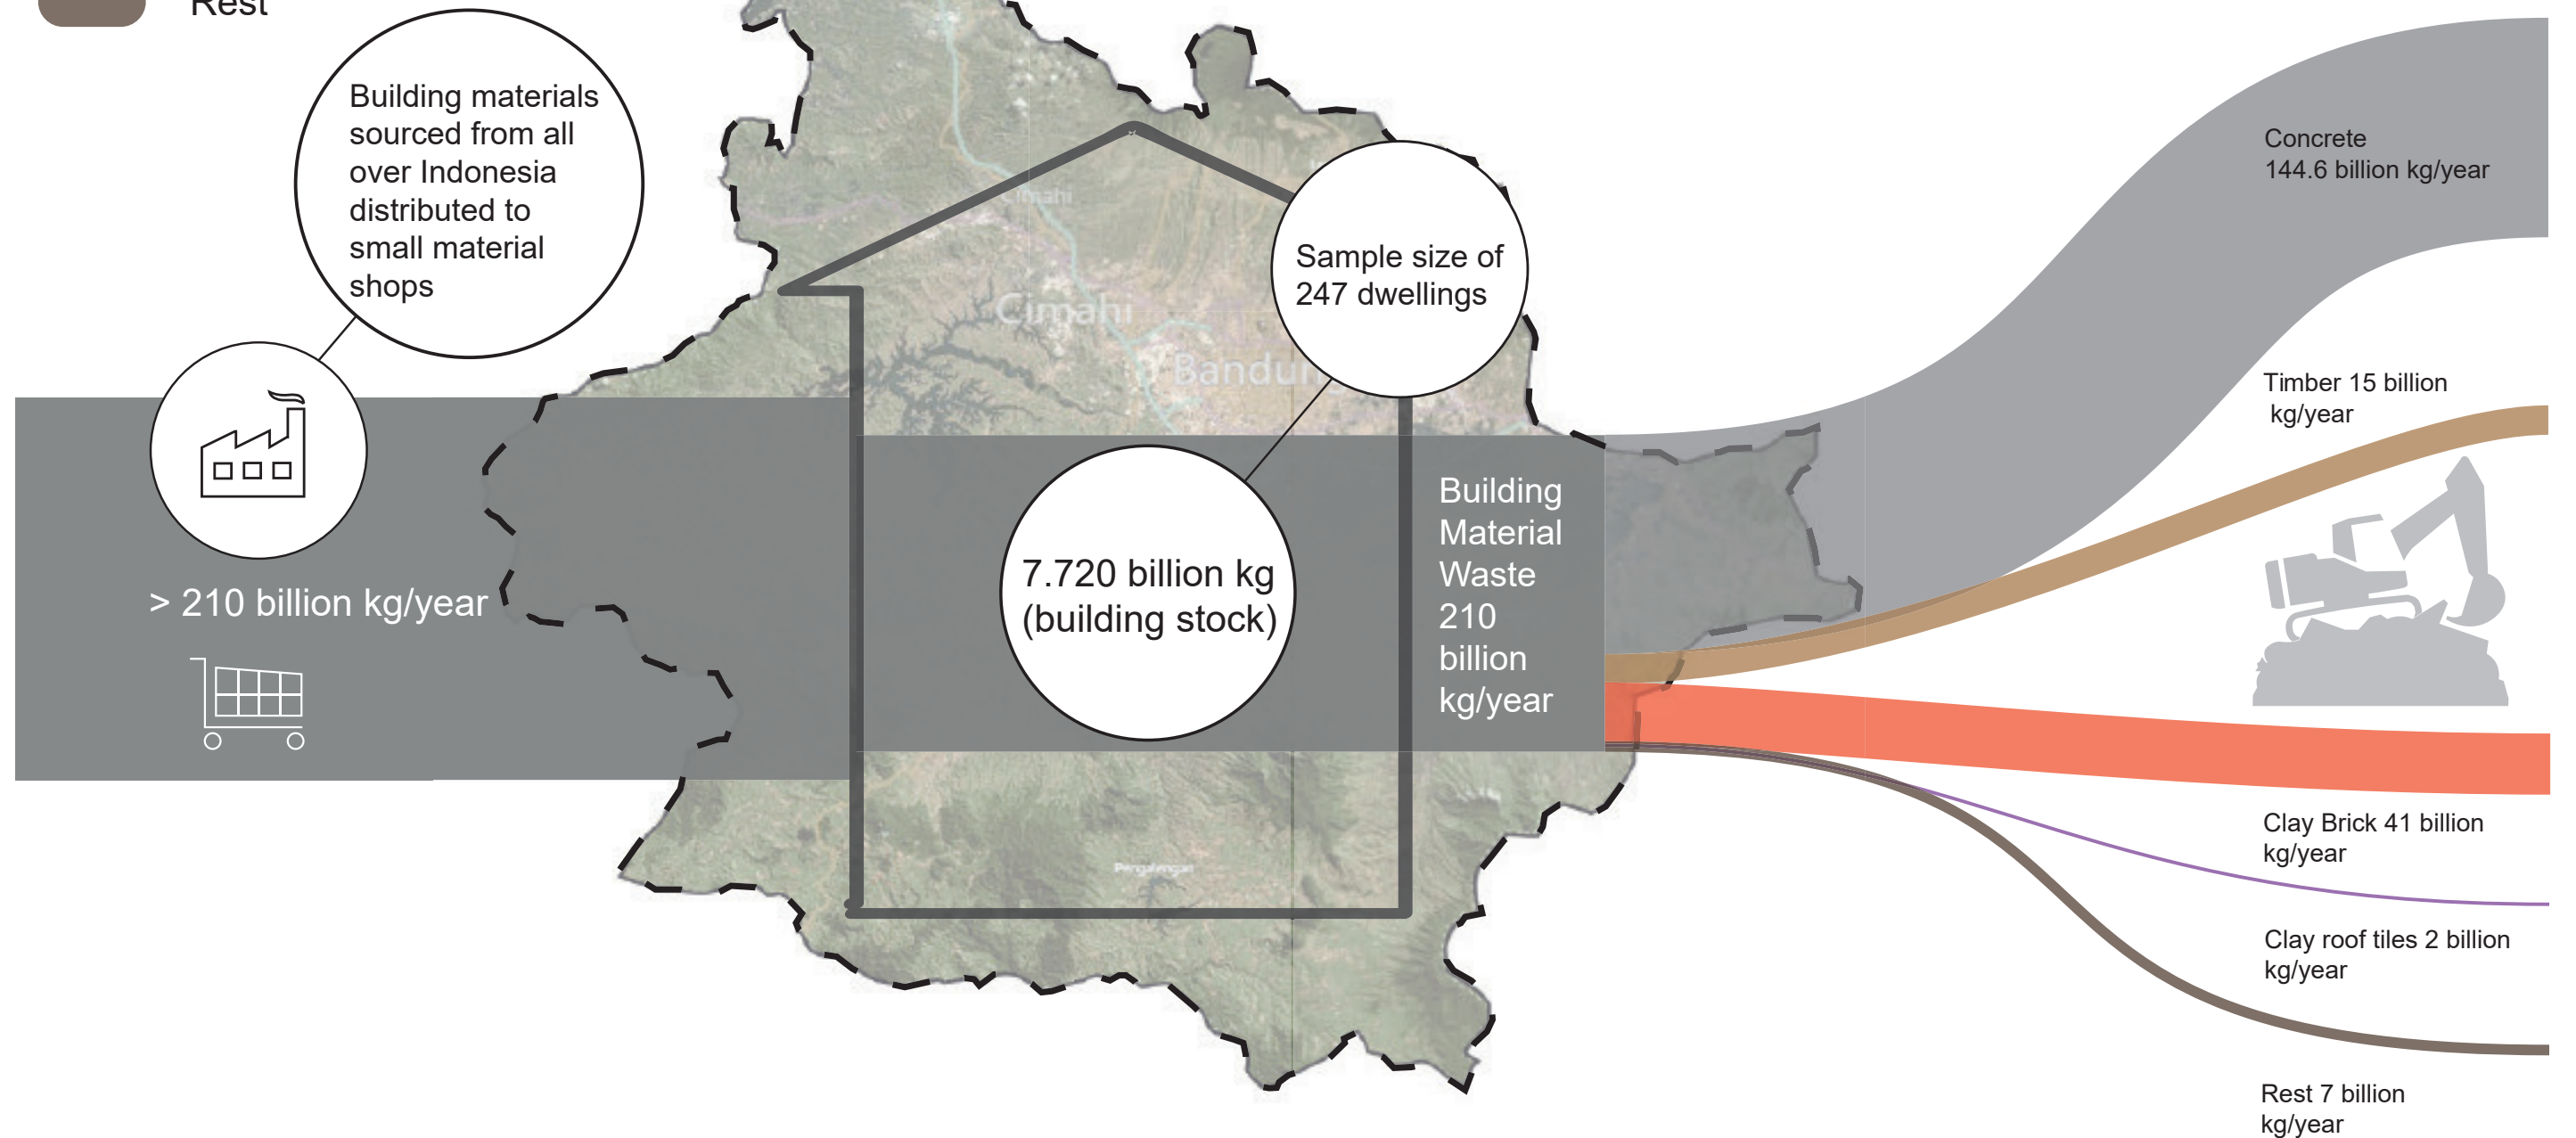 Rest
Building materials
sourced from all
over Indonesia
distributed to
small material
shops
> 210 billion kg/year
Cimahi
Cimahi
Bandun
Sample size of
247 dwellings
7.720 billion kg
(building stock)
Building
Material
Waste
210
billion
kg/year
Pengalengan
Concrete
144.6 billion kg/year
Timber 15 billion
kg/year
Clay Brick 41 billion
kg/year
Clay roof tiles 2 billion
kg/year
Rest 7 billion
kg/year